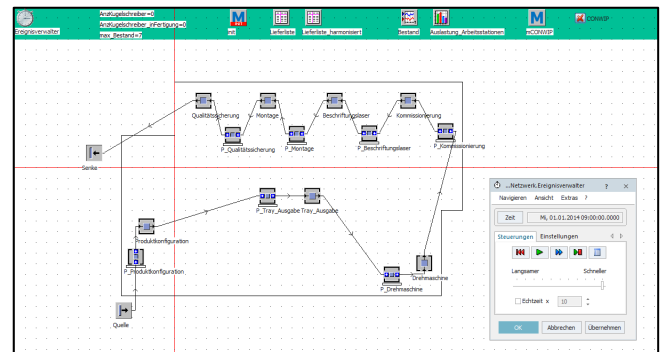 AnzKugelschreiber=0
AnzKugelschreiber_inFertigung=0
max_Bestand=7
Ereignisverwalter
init
Lieferliste
Lieferliste_harmonisiert
Bestand
Auslastung_Arbeitsstationen
M
mCONWIP
CONWIP
Qualitätssicherung
Montage
Beschriftungslaser
Kommissionierung
P_Qualitätssicherung
P_Montage
P_Beschriftungslaser
P_Kommissionierung
Senke
P_Tray_Ausgabe
Tray_Ausgabe
Produktkonfiguration
P_Produktkonfiguration
Drehmaschine
P_Drehmaschine
Quelle
...Netzwerk.Ereignisverwalter ? ×
Navigieren Ansicht Extras ?
Zeit Mi, 01.01.2014 09:00:00.0000
Steuerungen Einstellungen
Langsamer Schneller
Echtzeit x 10
OK Abbrechen Übernehmen